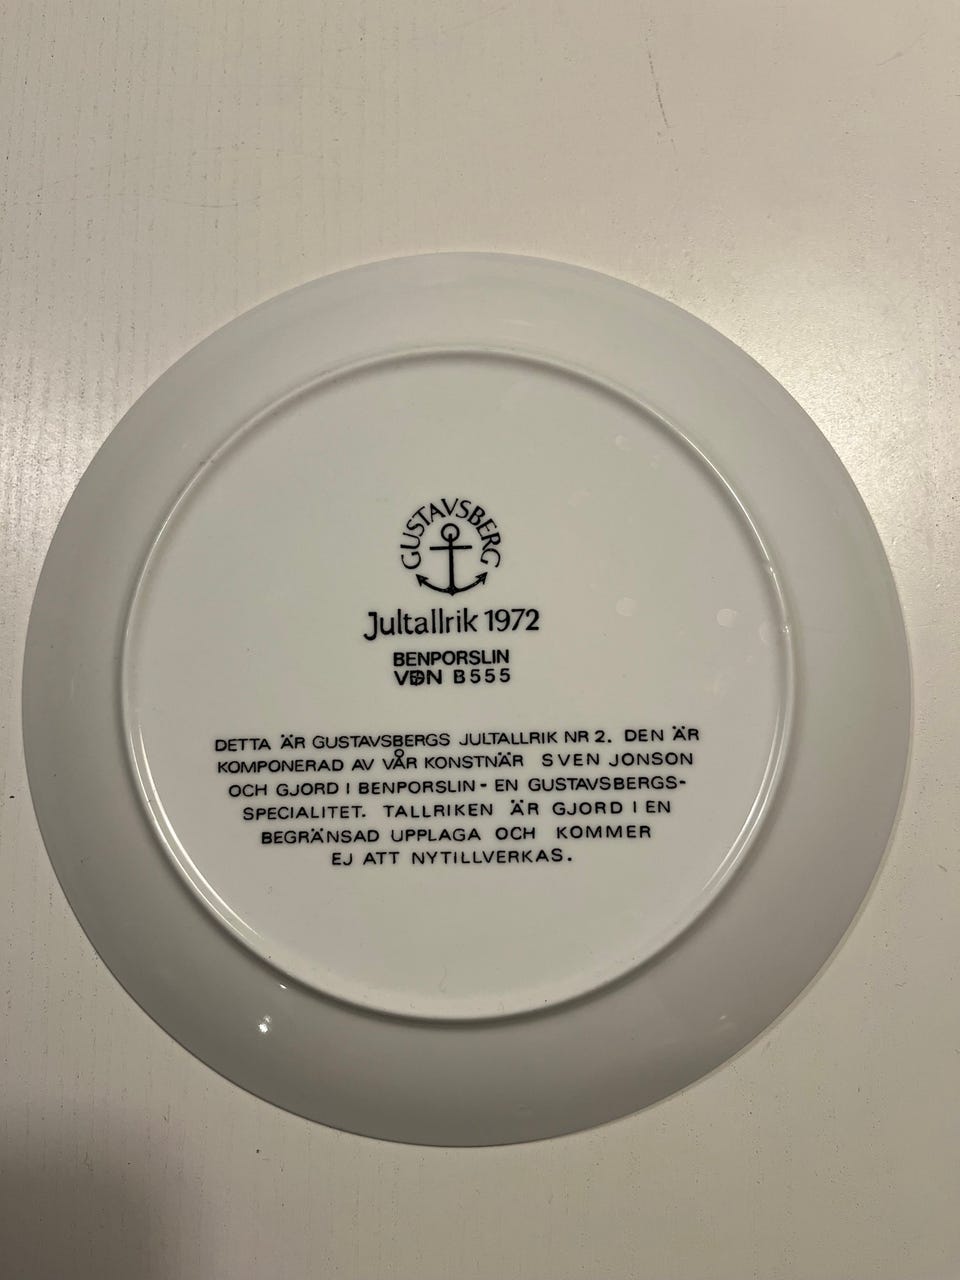 GUSTAVSBERG
Jultallrik 1972
BENPORSLIN
VDN B555
DETTA ÄR GUSTAVSBERGS JULTALLRIK NR 2. DEN ÄR
KOMPONERAD AV VÅR KONSTNÄR SVEN JONSON
OCH GJORD I BENPORSLIN - EN GUSTAVSBERGS-
SPECIALITET. TALLRIKEN ÄR GJORD I EN
BEGRÄNSAD UPPLAGA OCH KOMMER
EJ ATT NYTILLVERKAS.